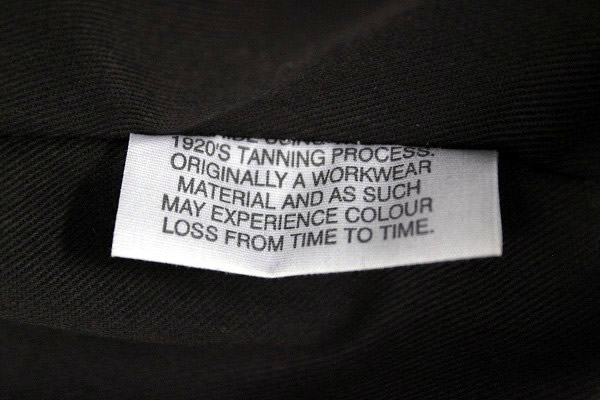 1920'S TANNING PROCESS.
ORIGINALLY A WORKWEAR
MATERIAL AND AS SUCH
MAY EXPERIENCE COLOUR
LOSS FROM TIME TO TIME.